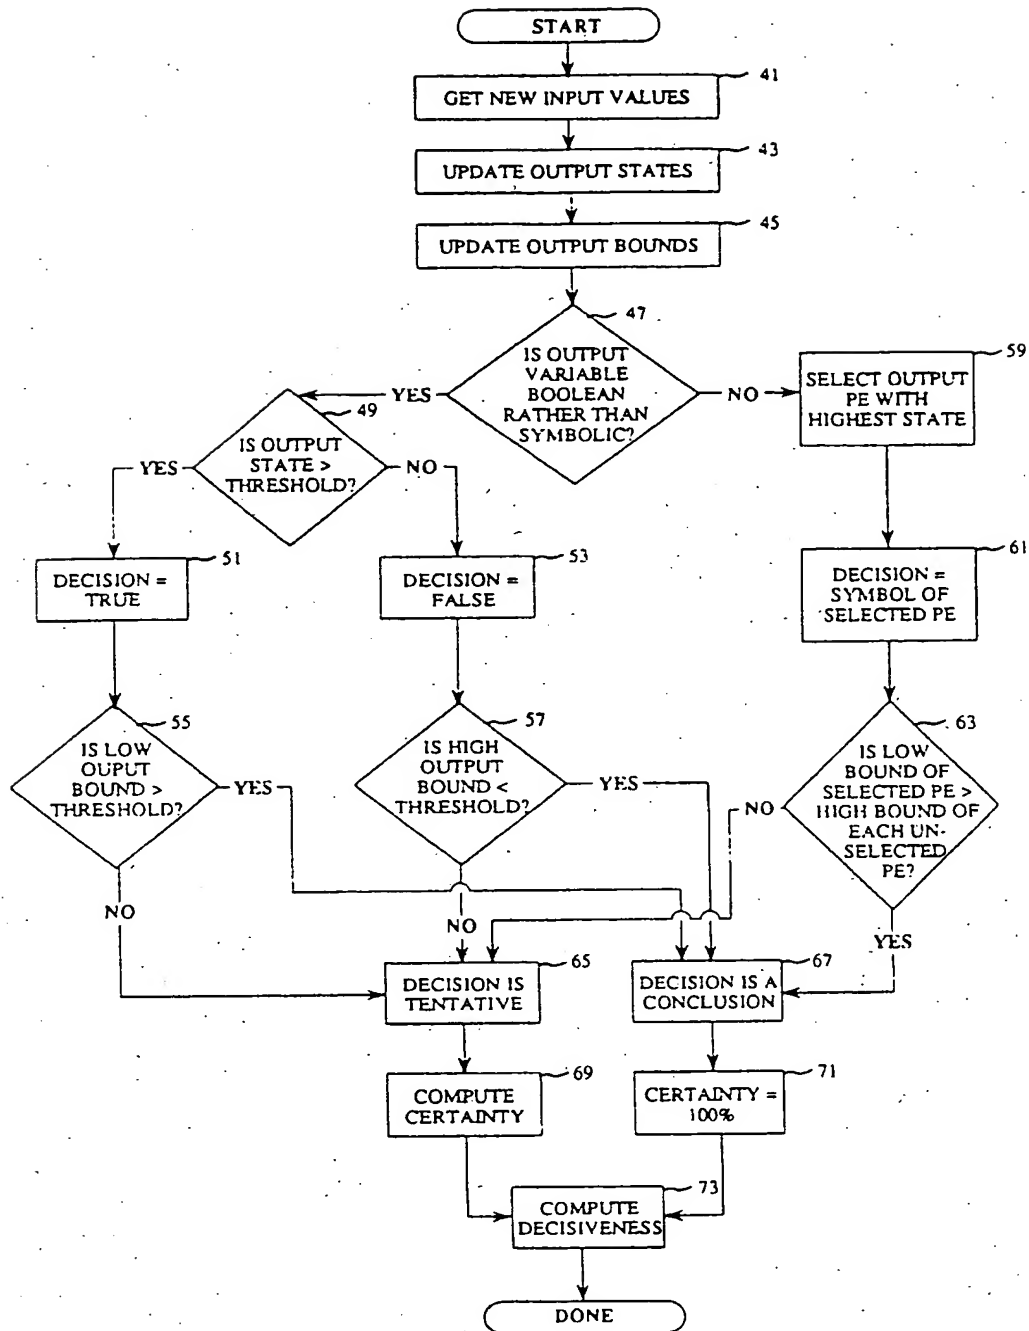 START
41
GET NEW INPUT VALUES
43
UPDATE OUTPUT STATES
45
UPDATE OUTPUT BOUNDS
47
IS OUTPUT
VARIABLE
BOOLEAN
RATHER THAN
SYMBOLIC?
YES
NO
59
SELECT OUTPUT
PE WITH
HIGHEST STATE
49
IS OUTPUT
STATE >
THRESHOLD?
YES
NO
51
DECISION =
TRUE
53
DECISION =
FALSE
61
DECISION =
SYMBOL OF
SELECTED PE
55
IS LOW
OUPUT
BOUND >
THRESHOLD?
YES
NO
57
IS HIGH
OUTPUT
BOUND <
THRESHOLD?
YES
NO
63
IS LOW
BOUND OF
SELECTED PE >
HIGH BOUND OF
EACH UN-
SELECTED
PE?
NO
YES
65
DECISION IS
TENTATIVE
67
DECISION IS A
CONCLUSION
69
COMPUTE
CERTAINTY
71
CERTAINTY =
100%
73
COMPUTE
DECISIVENESS
DONE